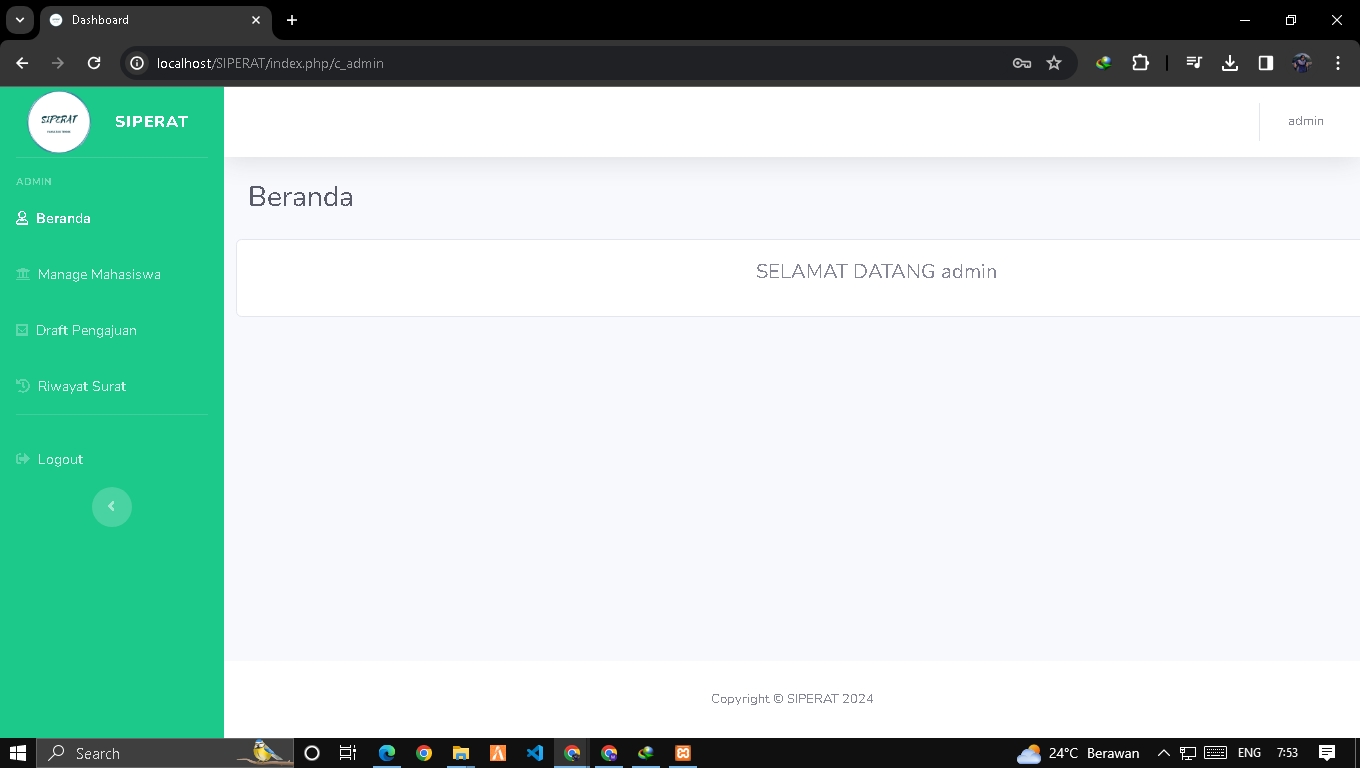 Dashboard
localhost/SIPERAT/index.php/c_admin
SIPERAT
SIPERAT
admin
ADMIN
Beranda
Beranda
Manage Mahasiswa
SELAMAT DATANG admin
Draft Pengajuan
Riwayat Surat
Logout
Copyright © SIPERAT 2024
Search
24°C Berawan
ENG
7:53